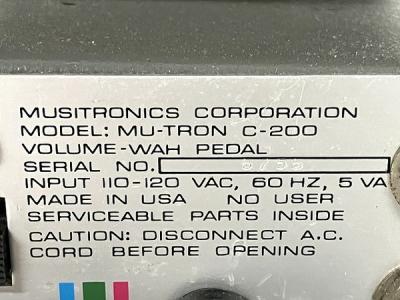 MUSITRONICS CORPORATION
MODEL: MU-TRON C-200
VOLUME-WAH PEDAL
SERIAL NO.
INPUT 110-120 VAC, 60 HZ, 5 VA
MADE IN USA NO USER
SERVICEABLE PARTS INSIDE
CAUTION: DISCONNECT A.C.
CORD BEFORE OPENING